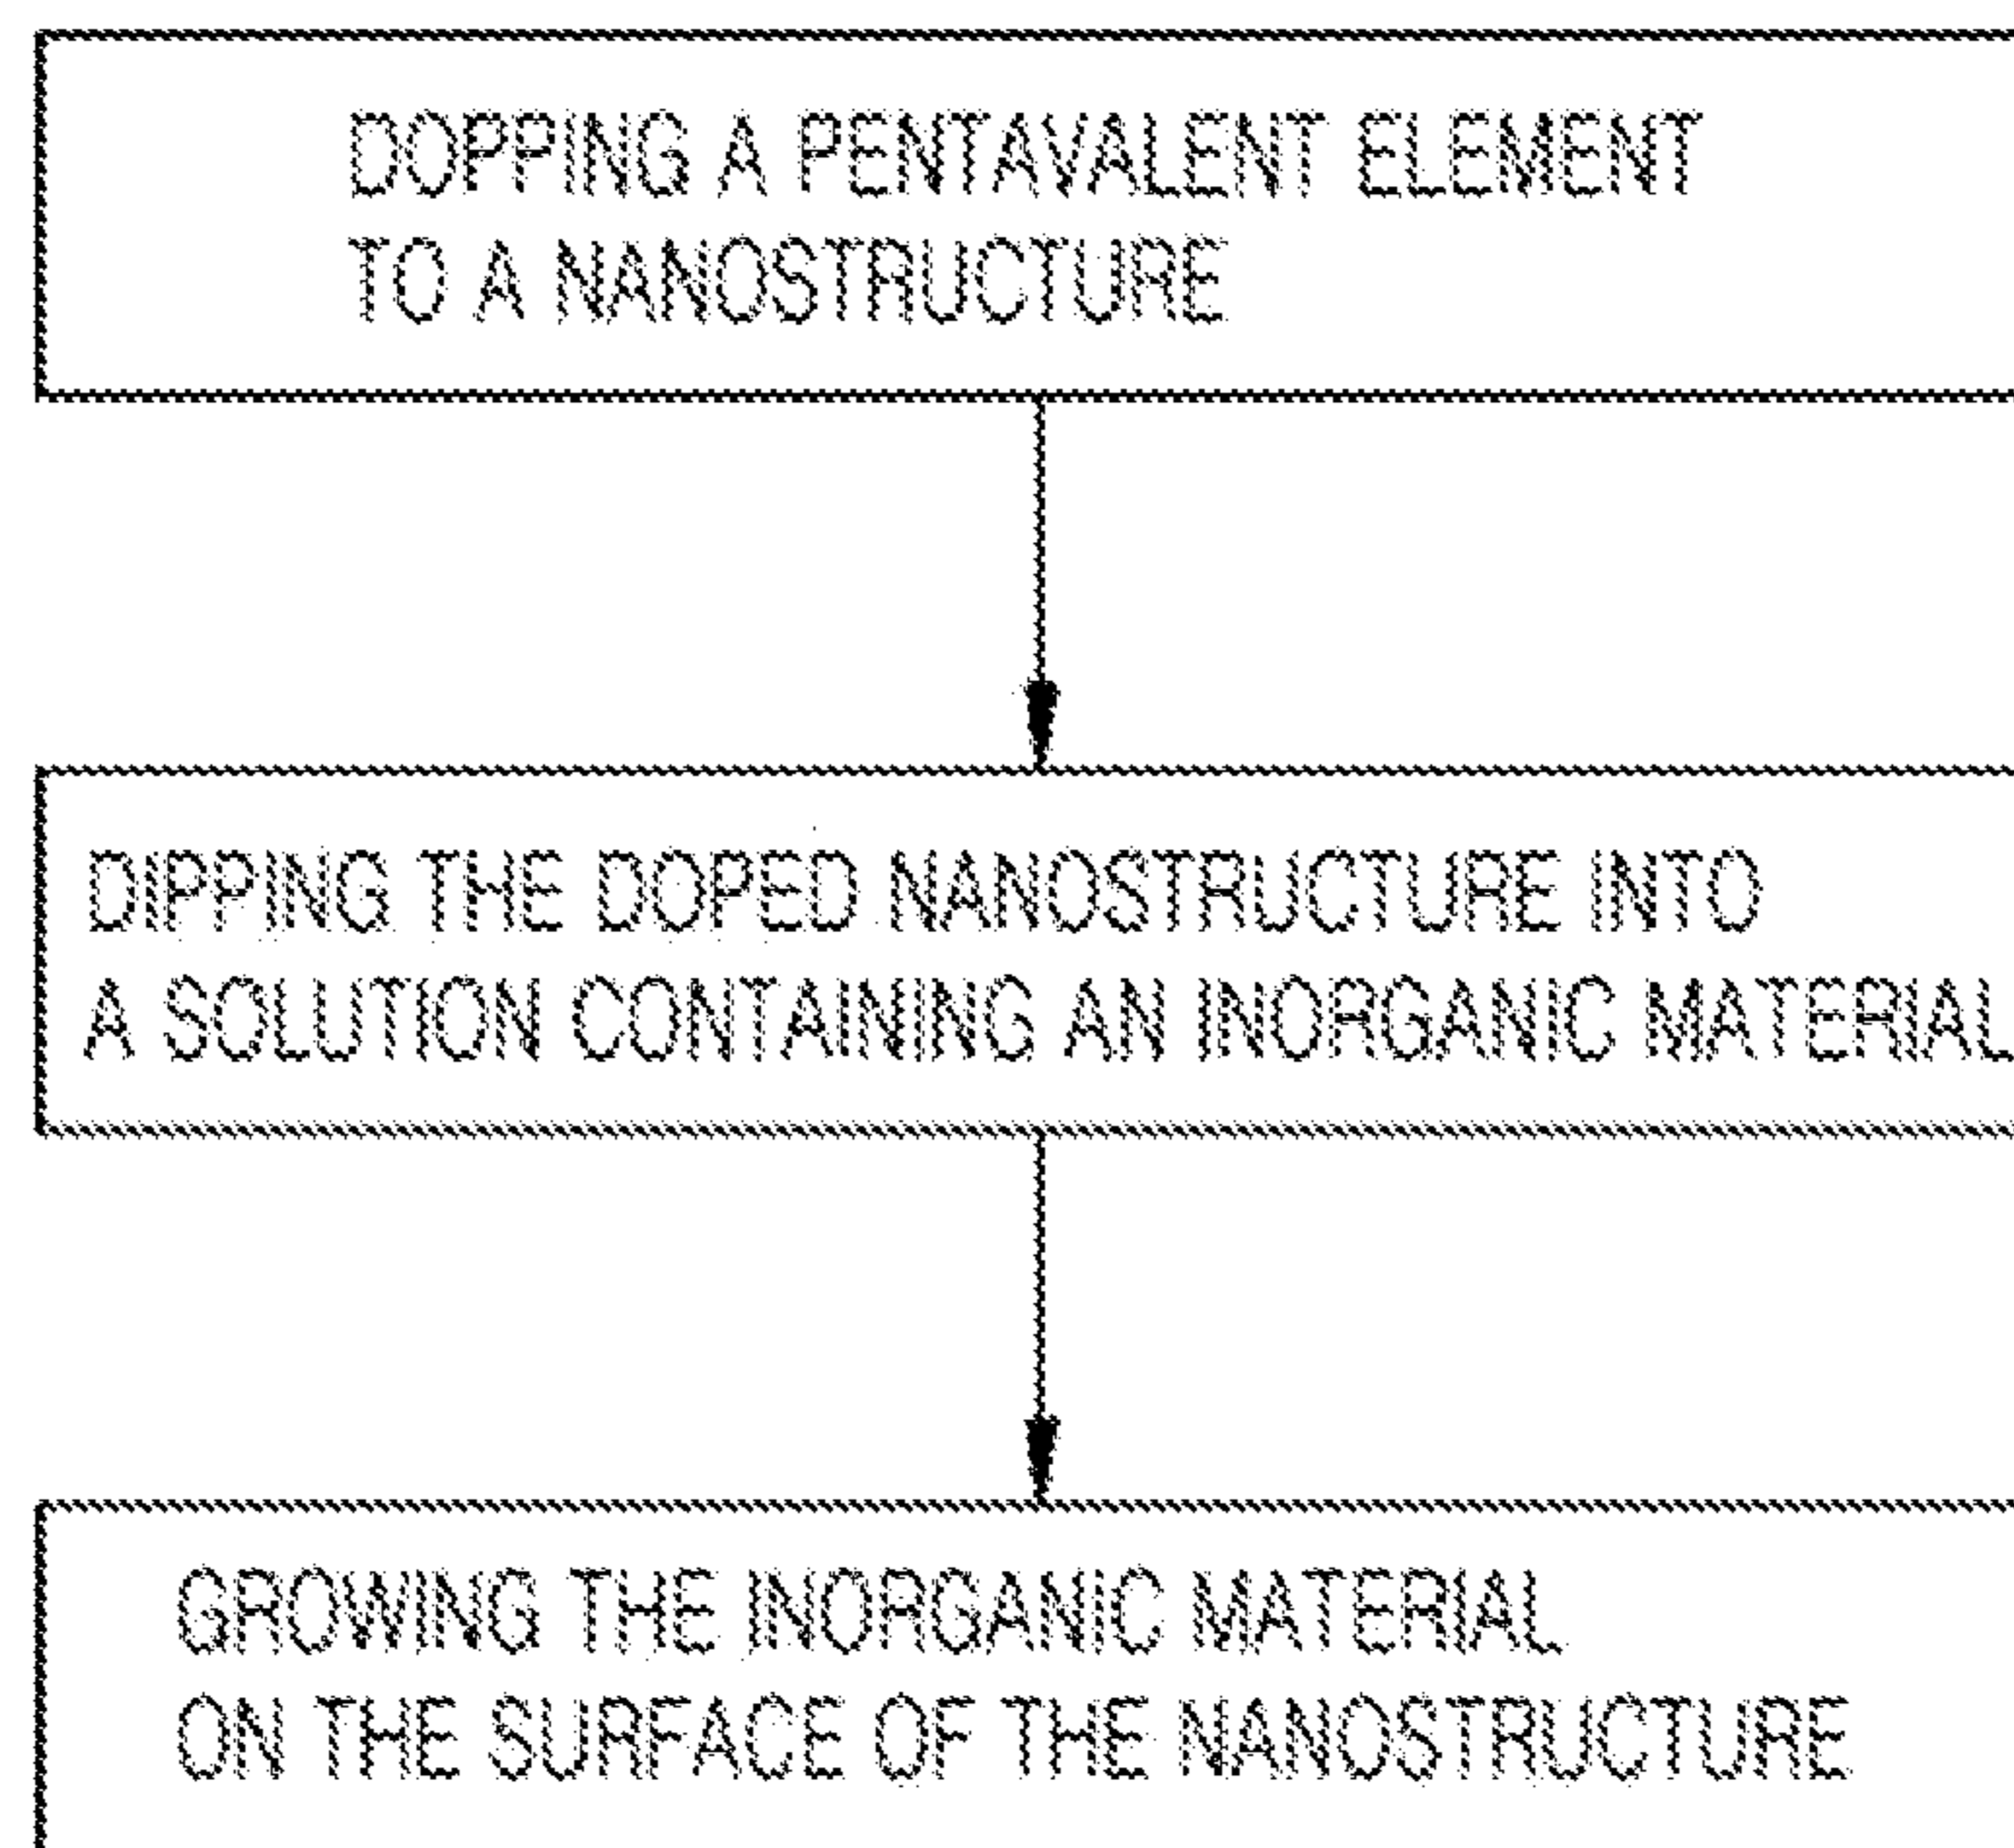 DOPPING A PENTAVALENT ELEMENT
TO A NANOSTRUCTURE
DIPPING THE DOPED NANOSTRUCTURE INTO
A SOLUTION CONTAINING AN INORGANIC MATERIAL
GROWING THE INORGANIC MATERIAL
ON THE SURFACE OF THE NANOSTRUCTURE